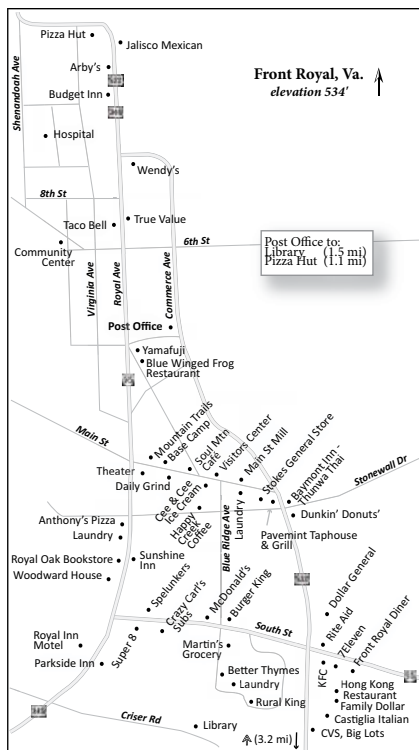 Pizza Hut
Jalisco Mexican
Shenandoah Ave
Arby's
Front Royal, Va.
elevation 534'
Budget Inn
Hospital
Wendy's
8th St
Taco Bell
True Value
6th St
Community
Center
Post Office to:
Library (1.5 mi)
Pizza Hut (1.1 mi)
Virginia Ave
Royal Ave
Commerce Ave
Post Office
Yamafuji
Blue Winged Frog
Restaurant
Main St
Mountain Trails
Base Camp
Soul Mtn
Café
Visitors Center
Main St Mill
Stokes General Store
Baymont Inn -
Thunwa Thai
Stonewall Dr
Theater
Daily Grind
Cee & Cee
Ice Cream
Happy
Creek
Coffee
Blue Ridge Ave
Laundry
Dunkin' Donuts'
Pavemint Taphouse
& Grill
Anthony's Pizza
Laundry
Royal Oak Bookstore
Sunshine
Inn
Woodward House
Spelunkers
Crazy Carl's
Subs
McDonald's
Burger King
Dollar General
Rite Aid
7Eleven
Front Royal Diner
South St
Royal Inn
Motel
Super 8
Martin's
Grocery
Parkside Inn
Better Thymes
Laundry
Rural King
KFC
Hong Kong
Restaurant
Family Dollar
Castiglia Italian
CVS, Big Lots
Criser Rd
Library
(3.2 mi)